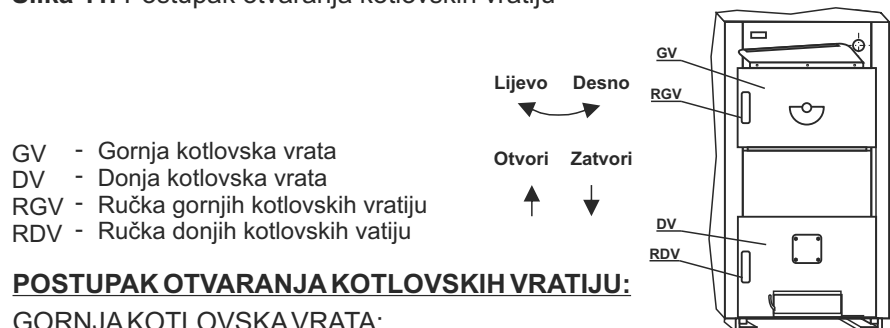 Slika 11. Postupak otvaranja kotlovskih vratiju
GV
Lijevo Desno
RGV
GV - Gornja kotlovska vrata
DV - Donja kotlovska vrata
RGV - Ručka gornjih kotlovskih vratiju
RDV - Ručka donjih kotlovskih vatiju
Otvori Zatvori
DV
RDV
POSTUPAK OTVARANJA KOTLOVSKIH VRATIJU:
GORNJA KOTLOVSKA VRATA: